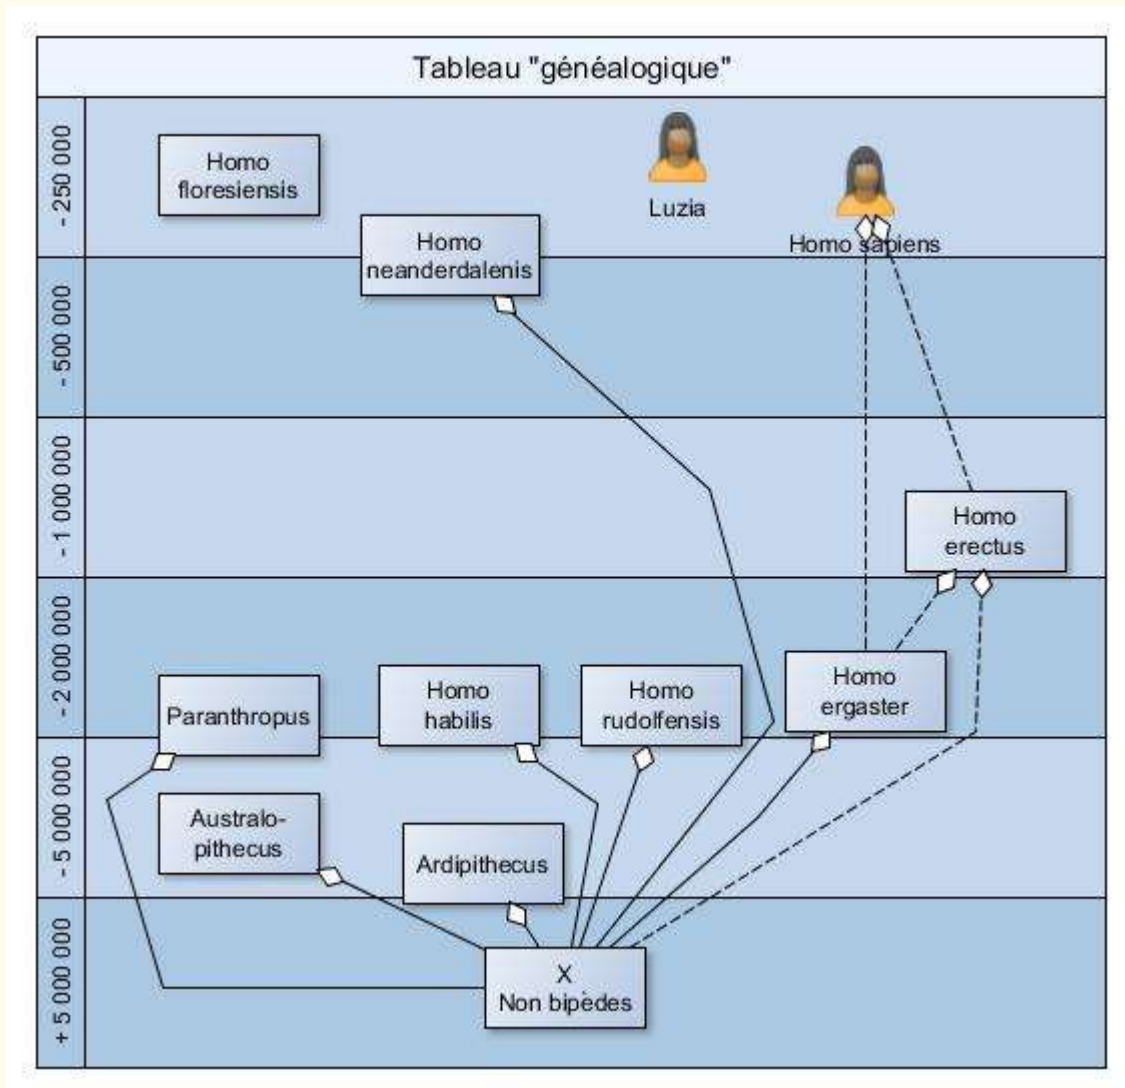 Tableau "généalogique"
- 250 000
Homo
floresiensis
Luzia
Homo sapiens
Homo
neanderdalenis
- 500 000
- 1 000 000
Homo
erectus
- 2 000 000
Paranthropus
Homo
habilis
Homo
rudolfensis
Homo
ergaster
- 5 000 000
Australo-
pithecus
Ardipithecus
+ 5 000 000
X
Non bipèdes